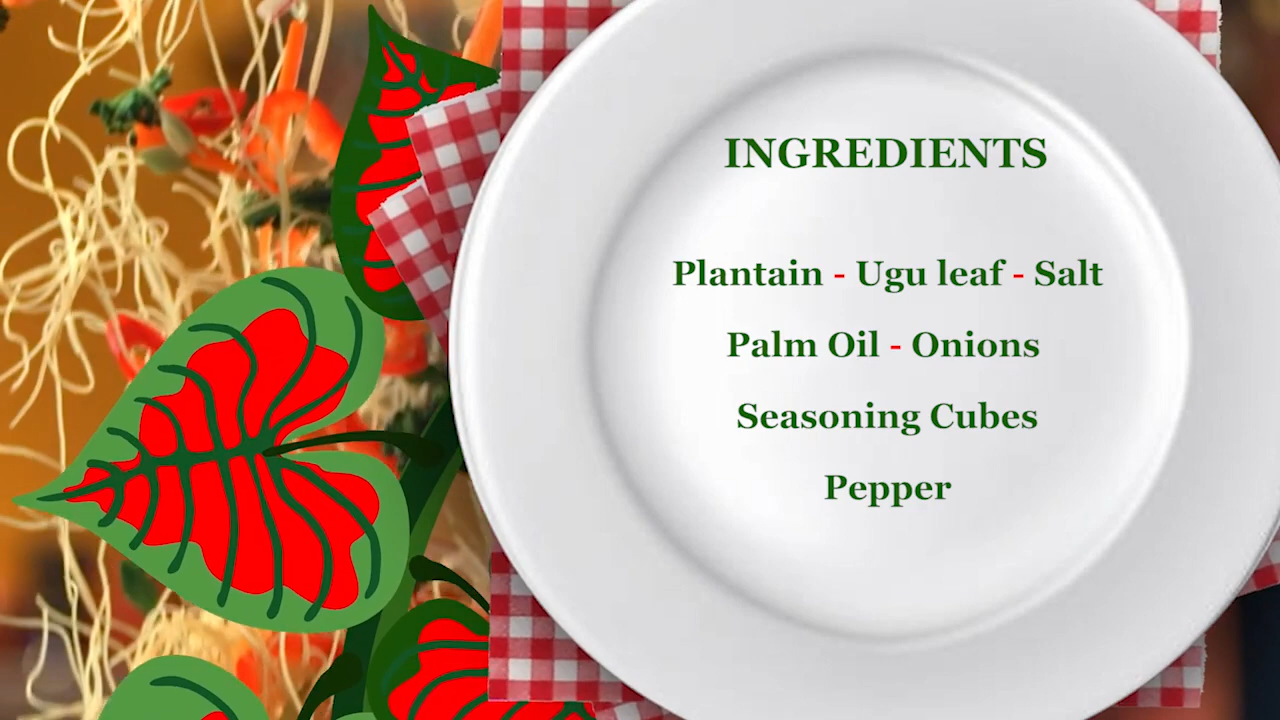 INGREDIENTS
Plantain - Ugu leaf - Salt
Palm Oil - Onions
Seasoning Cubes
Pepper